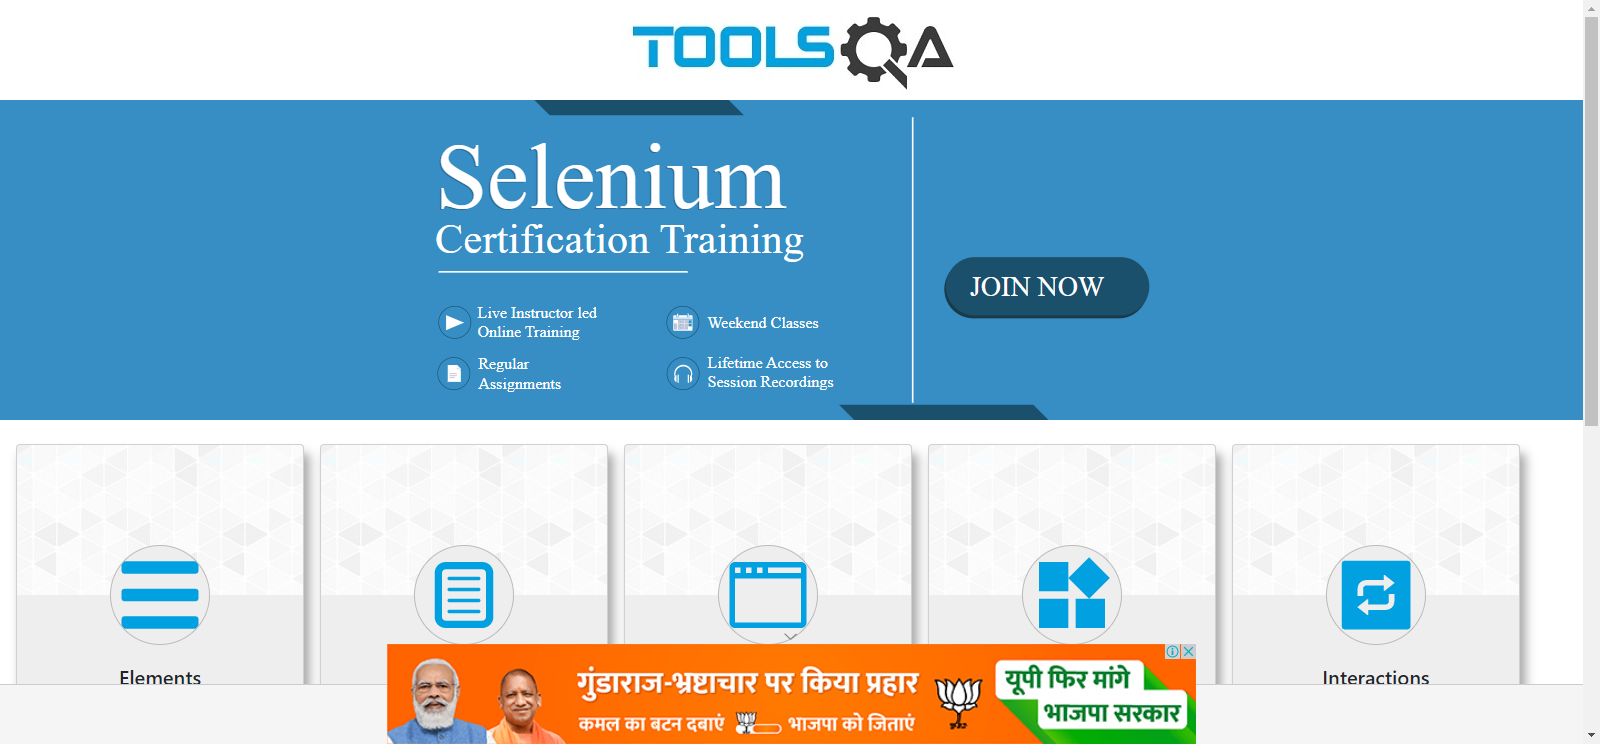 TOOLSQA
Selenium
Certification Training
JOIN NOW
Live Instructor led
Online Training
Weekend Classes
Regular
Assignments
Lifetime Access to
Session Recordings
Elements
Interactions
गुंडाराज-भ्रष्टाचार पर किया प्रहार
कमल का बटन दबाएं भाजपा को जिताएं
यूपी फिर मांगे
भाजपा सरकार